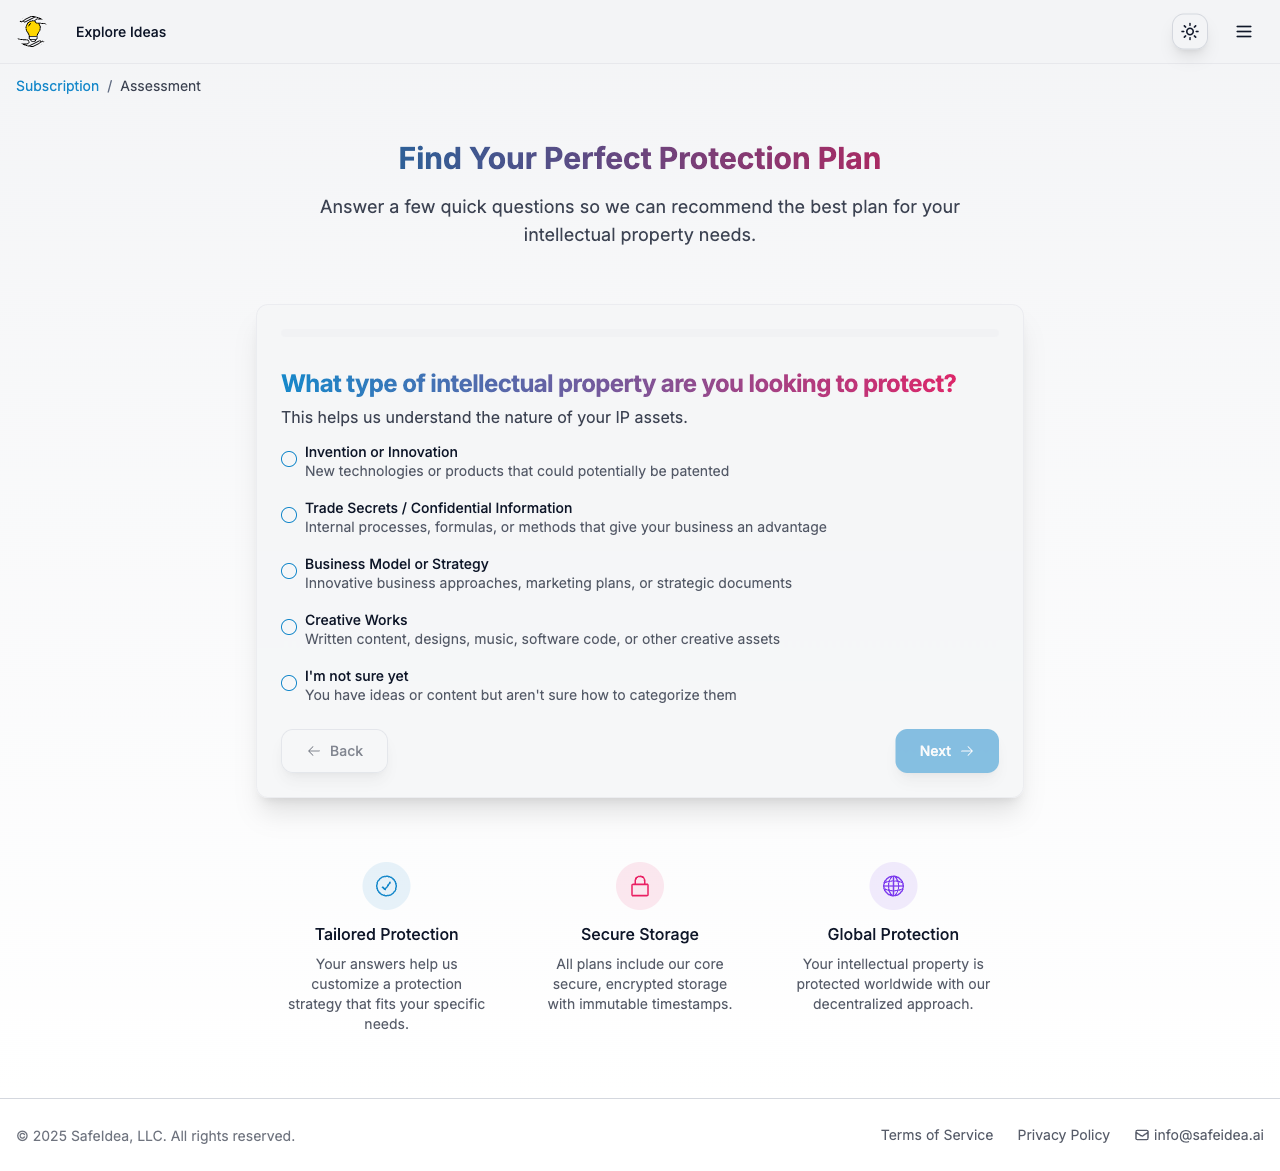 Explore Ideas
Subscription / Assessment
Find Your Perfect Protection Plan
Answer a few quick questions so we can recommend the best plan for your
intellectual property needs.
What type of intellectual property are you looking to protect?
This helps us understand the nature of your IP assets.
Invention or Innovation
New technologies or products that could potentially be patented
Trade Secrets / Confidential Information
Internal processes, formulas, or methods that give your business an advantage
Business Model or Strategy
Innovative business approaches, marketing plans, or strategic documents
Creative Works
Written content, designs, music, software code, or other creative assets
I'm not sure yet
You have ideas or content but aren't sure how to categorize them
Back
Next
Tailored Protection
Your answers help us
customize a protection
strategy that fits your specific
needs.
Secure Storage
All plans include our core
secure, encrypted storage
with immutable timestamps.
Global Protection
Your intellectual property is
protected worldwide with our
decentralized approach.
© 2025 SafeIdea, LLC. All rights reserved.
Terms of Service
Privacy Policy
info@safeidea.ai